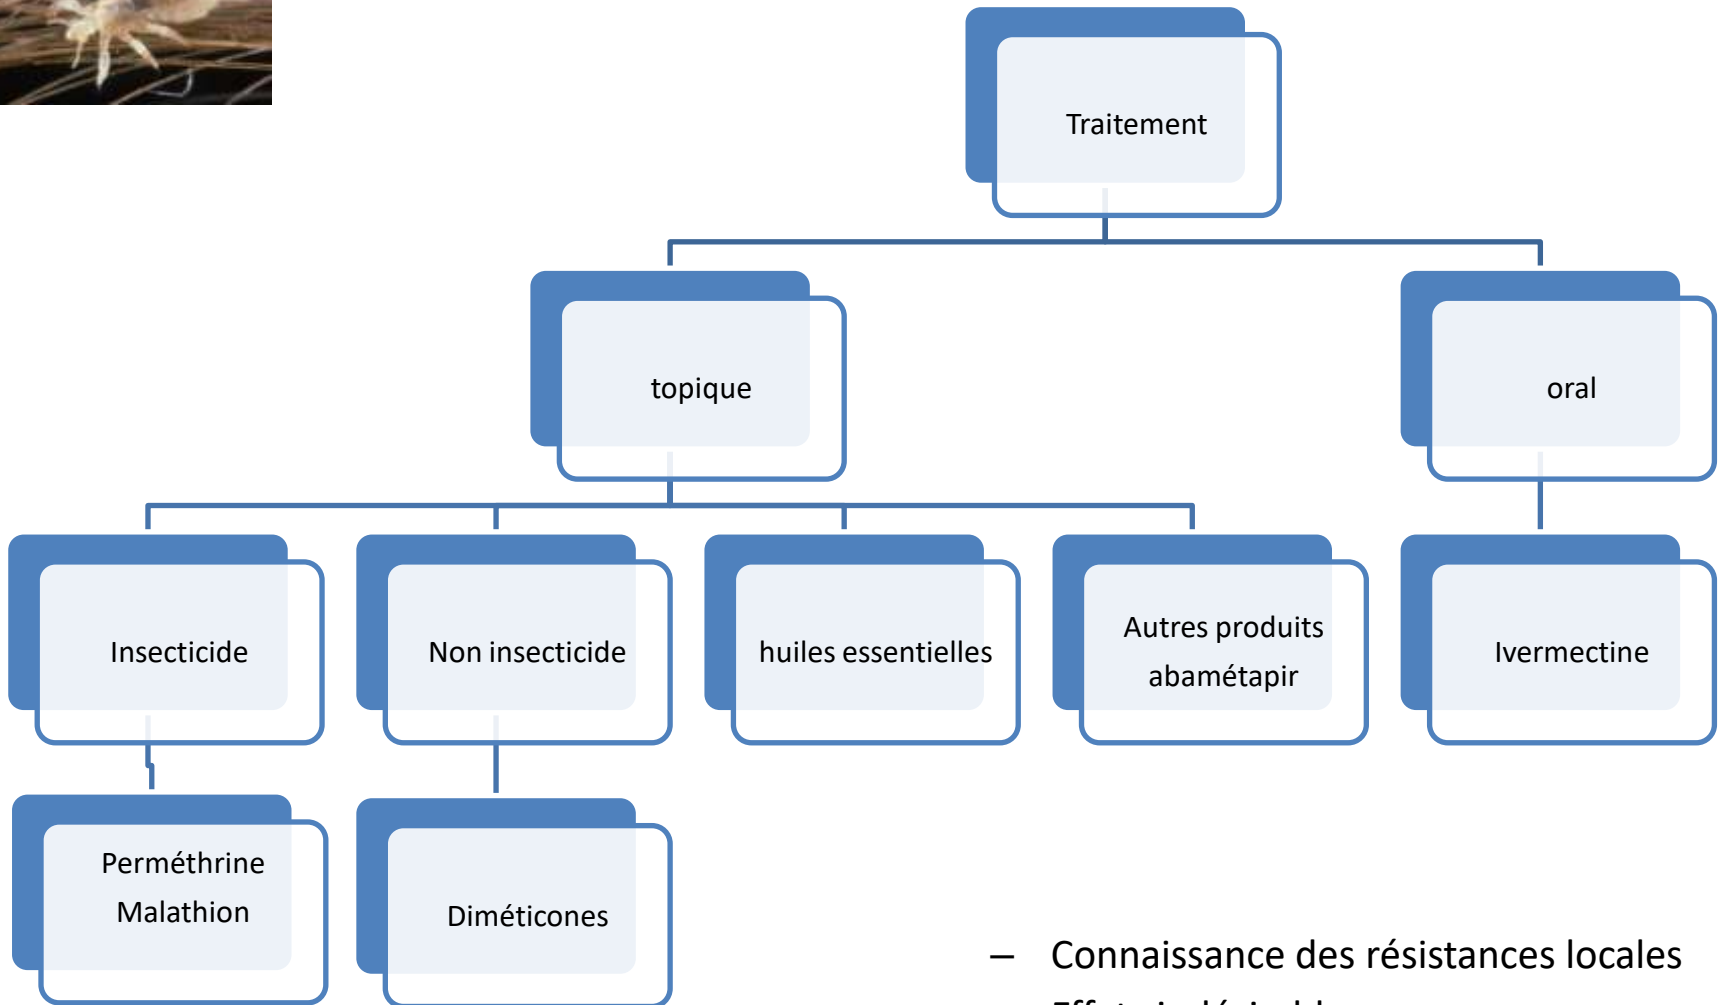 Traitement
topique
oral
Insecticide
Non insecticide
huiles essentielles
Autres produits
abamétapir
Ivermectine
Perméthrine
Malathion
Diméticones
– Connaissance des résistances locales